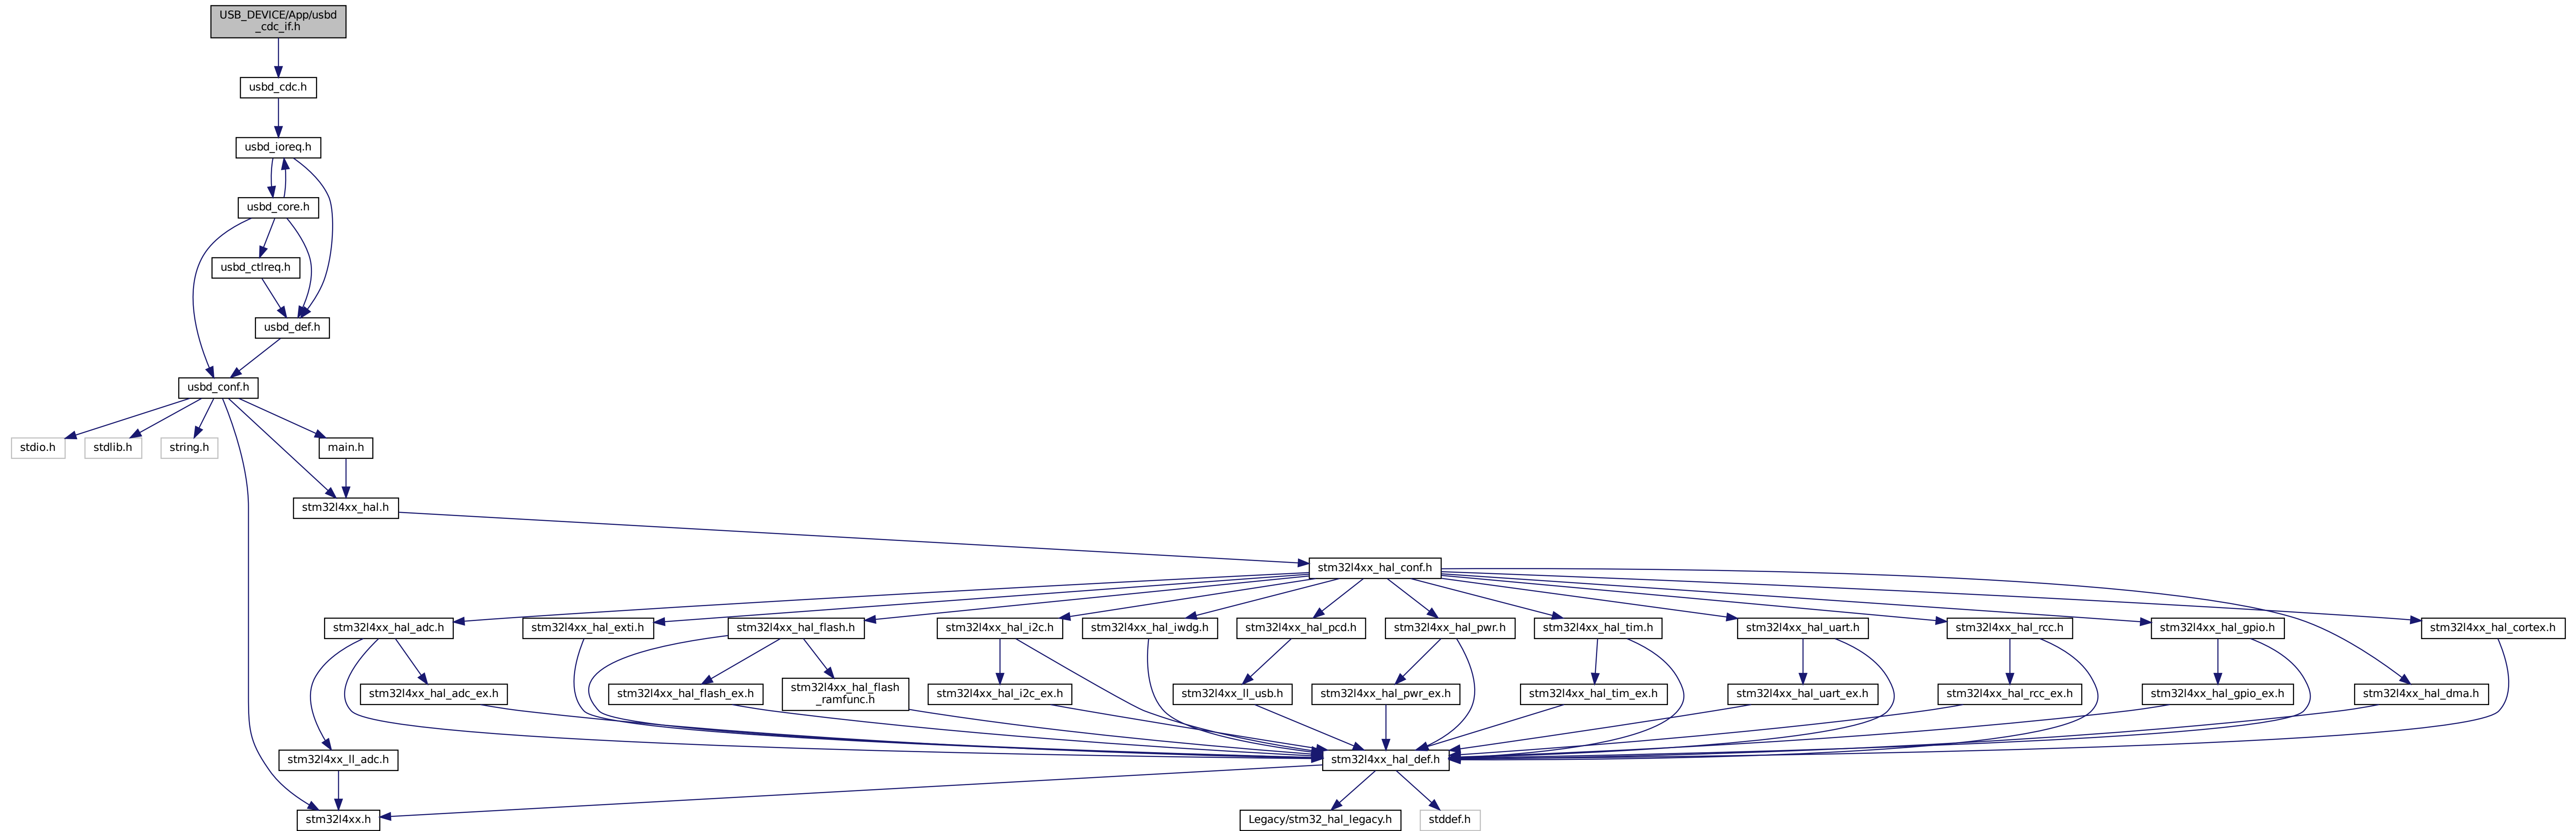 USB_DEVICE/App/usbd
_cdc_if.h
usbd_cdc.h
usbd_ioreq.h
usbd_core.h
usbd_ctlreq.h
usbd_def.h
usbd_conf.h
stdio.h
stdlib.h
string.h
main.h
stm32l4xx_hal.h
stm32l4xx_hal_conf.h
stm32l4xx_hal_adc.h
stm32l4xx_hal_exti.h
stm32l4xx_hal_flash.h
stm32l4xx_hal_i2c.h
stm32l4xx_hal_iwdg.h
stm32l4xx_hal_pcd.h
stm32l4xx_hal_pwr.h
stm32l4xx_hal_tim.h
stm32l4xx_hal_uart.h
stm32l4xx_hal_rcc.h
stm32l4xx_hal_gpio.h
stm32l4xx_hal_cortex.h
stm32l4xx_hal_adc_ex.h
stm32l4xx_hal_flash_ex.h
stm32l4xx_hal_flash
_ramfunc.h
stm32l4xx_hal_i2c_ex.h
stm32l4xx_ll_usb.h
stm32l4xx_hal_pwr_ex.h
stm32l4xx_hal_tim_ex.h
stm32l4xx_hal_uart_ex.h
stm32l4xx_hal_rcc_ex.h
stm32l4xx_hal_gpio_ex.h
stm32l4xx_hal_dma.h
stm32l4xx_ll_adc.h
stm32l4xx_hal_def.h
stm32l4xx.h
Legacy/stm32_hal_legacy.h
stddef.h